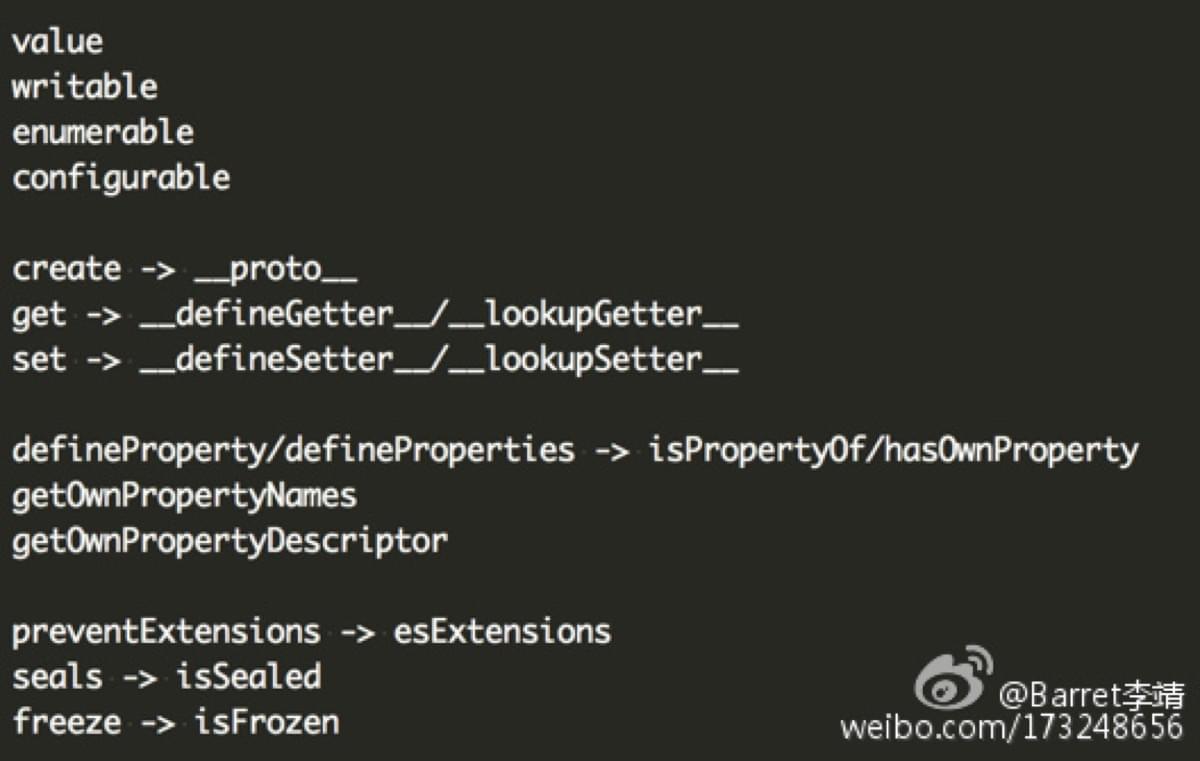 value
writable
enumerable
configurable
create -> __proto__
get -> __defineGetter__/__lookupGetter__
set -> __defineSetter__/__lookupSetter__
defineProperty/defineProperties -> isPropertyOf/hasOwnProperty
getOwnPropertyNames
getOwnPropertyDescriptor
preventExtensions -> esExtensions
seals -> isSealed
freeze -> isFrozen
@Barret李靖
weibo.com/173248656